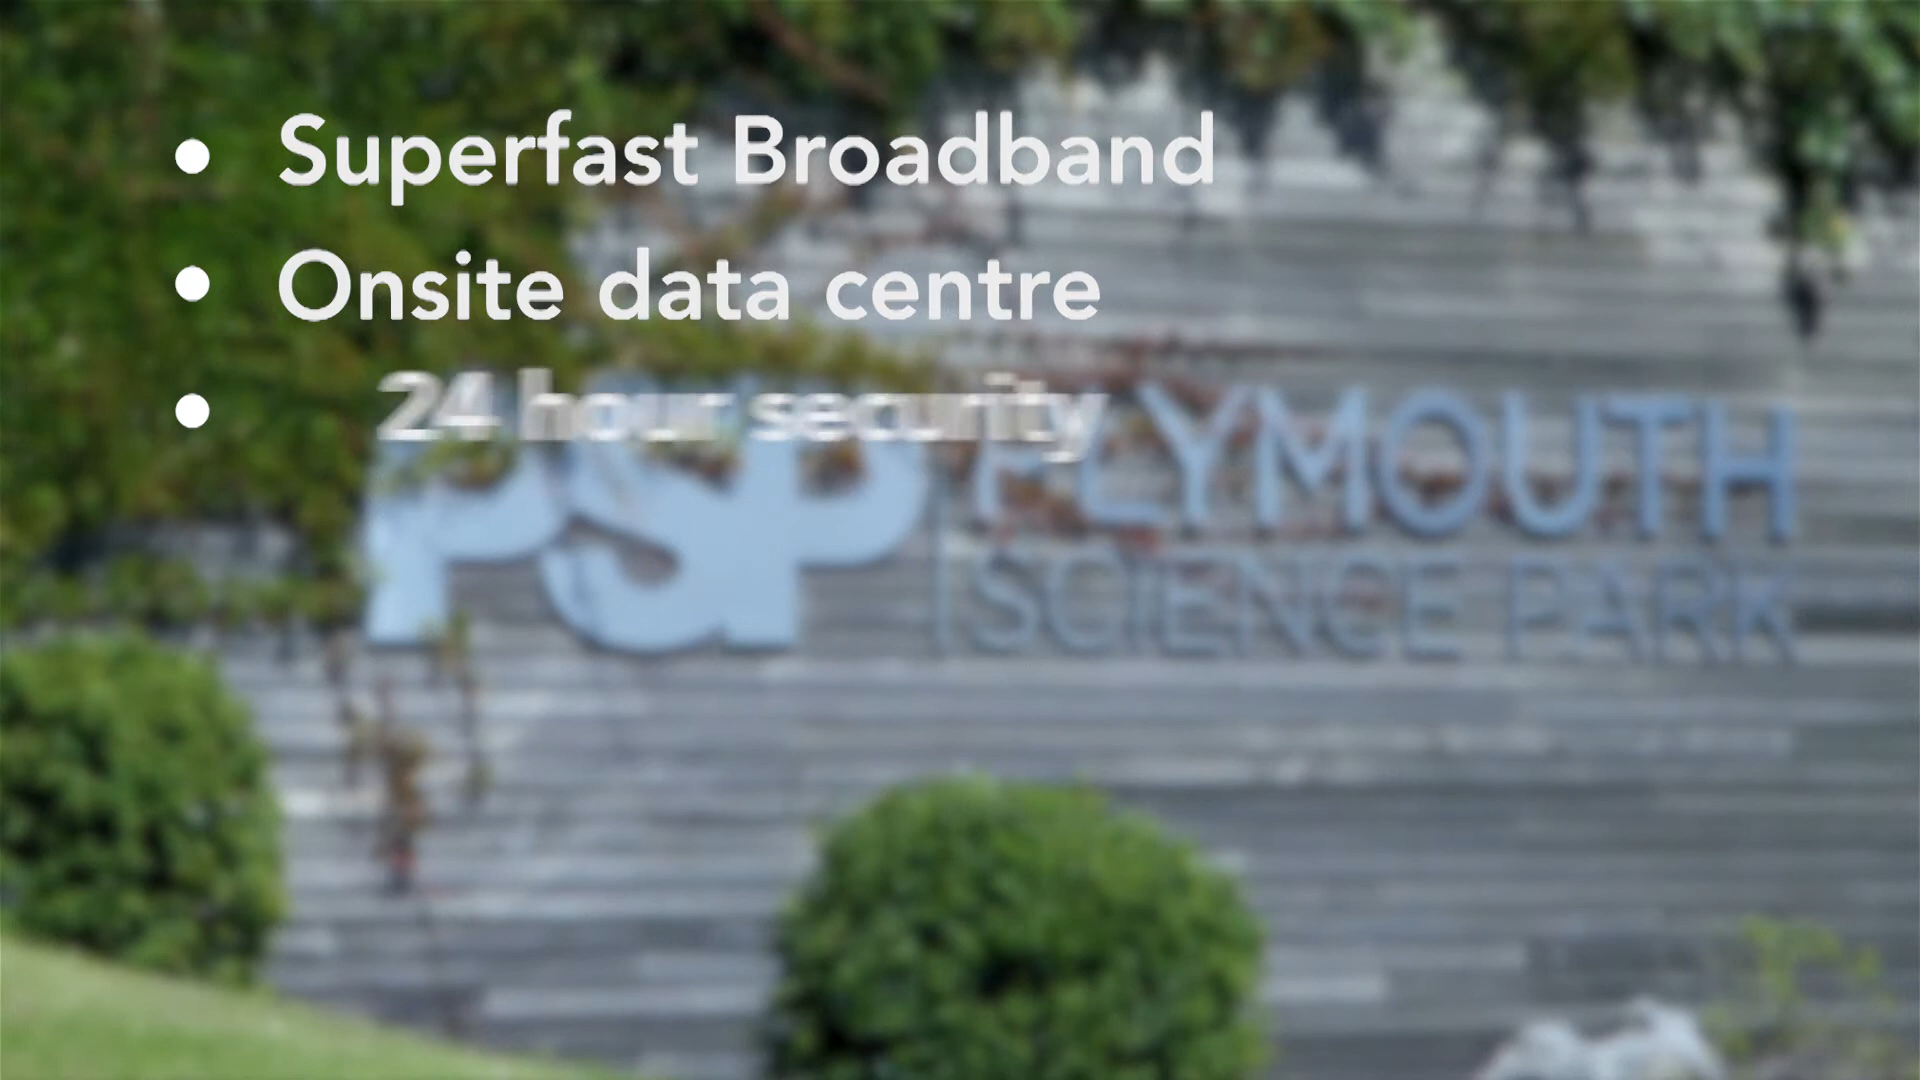 • Superfast Broadband
• Onsite data centre
• 24 hour security
PSP PLYMOUTH
SCIENCE PARK